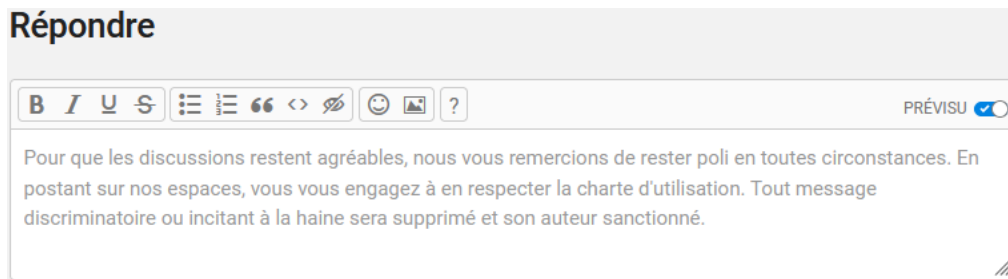 Répondre
B I U S ? PRÉVISU
Pour que les discussions restent agréables, nous vous remercions de rester poli en toutes circonstances. En
postant sur nos espaces, vous vous engagez à en respecter la charte d'utilisation. Tout message
discriminatoire ou incitant à la haine sera supprimé et son auteur sanctionné.